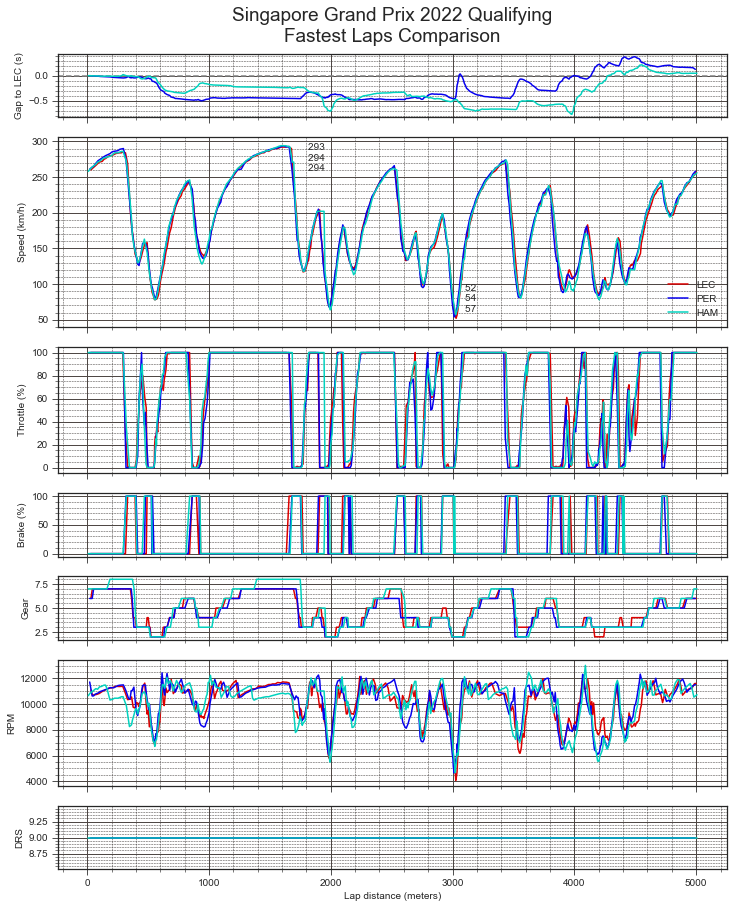 Singapore Grand Prix 2022 Qualifying
Fastest Laps Comparison
Gap to LEC (s)
0.0
−0.5
Speed (km/h)
300
250
200
150
100
50
293
294
294
52
54
57
LEC
PER
HAM
Throttle (%)
100
80
60
40
20
0
Brake (%)
100
50
0
Gear
7.5
5.0
2.5
RPM
12000
10000
8000
6000
4000
DRS
9.25
9.00
8.75
0 1000 2000 3000 4000 5000
Lap distance (meters)